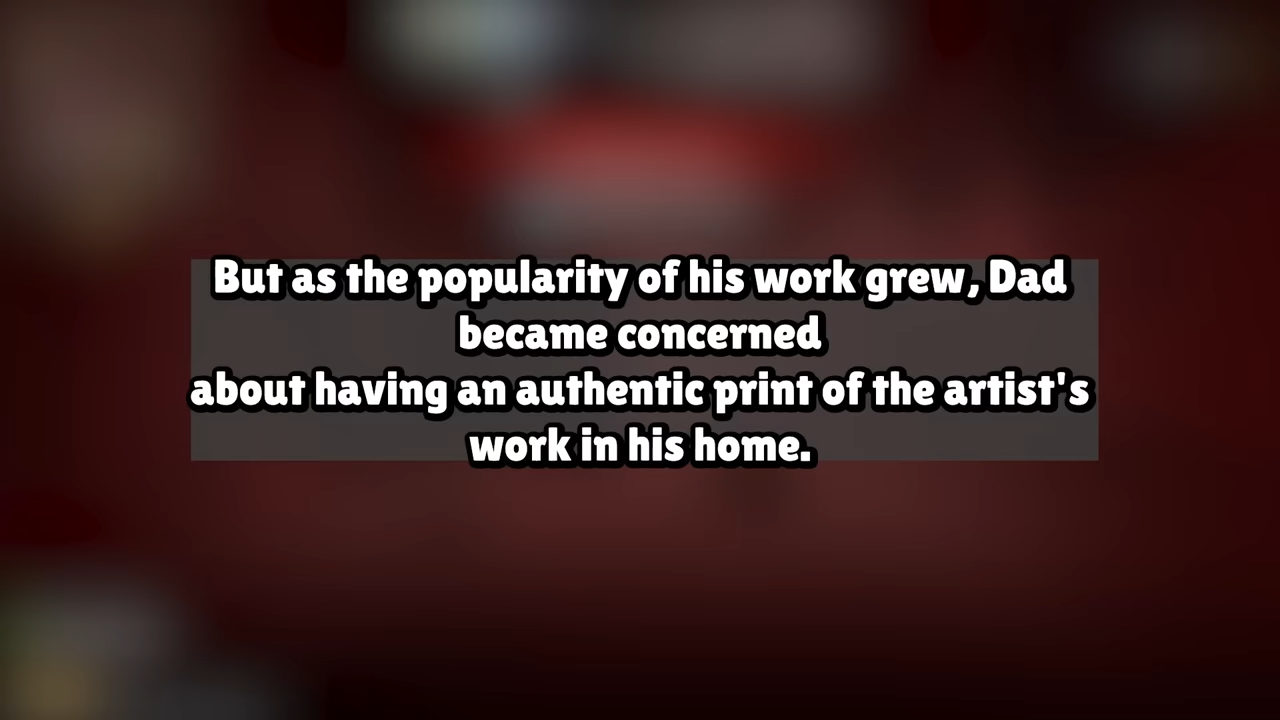 But as the popularity of his work grew, Dad
became concerned
about having an authentic print of the artist's
work in his home.